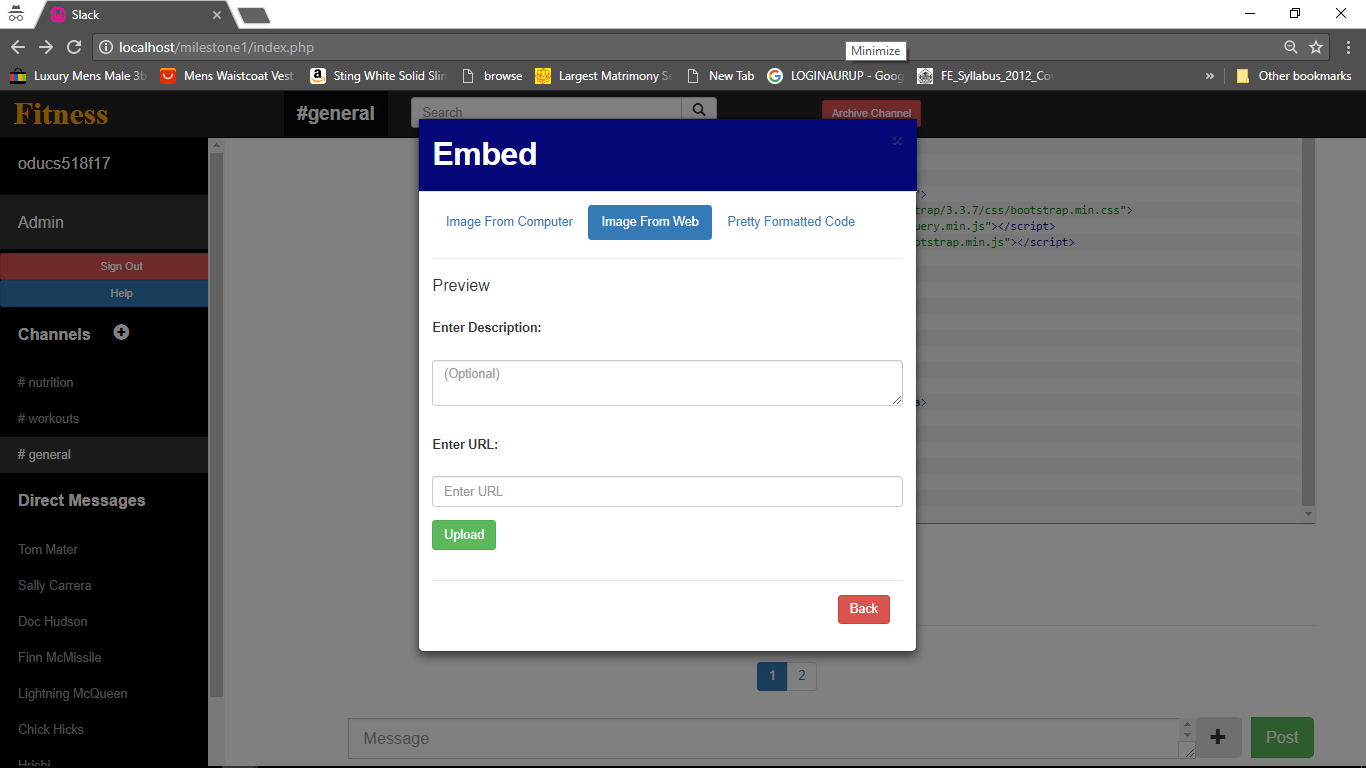 Slack
localhost/milestone1/index.php
Minimize
Luxury Mens Male 3b
Mens Waistcoat Vest
Sting White Solid Slim
browse
Largest Matrimony S
New Tab
LOGINAURUP - Goog
FE_Syllabus_2012_Cou
»
Other bookmarks
Fitness
#general
Search
Archive Channel
oducs518f17
Admin
Sign Out
Help
Channels
# nutrition
# workouts
# general
Direct Messages
Tom Mater
Sally Carrera
Doc Hudson
Finn McMissile
Lightning McQueen
Chick Hicks
Hrishi
Embed
Image From Computer
Image From Web
Pretty Formatted Code
Preview
Enter Description:
(Optional)
Enter URL:
Enter URL
Upload
Back
>
trap/3.3.7/css/bootstrap.min.css">
query.min.js"></script>
otstrap.min.js"></script>
a>
1
2
Message
Post